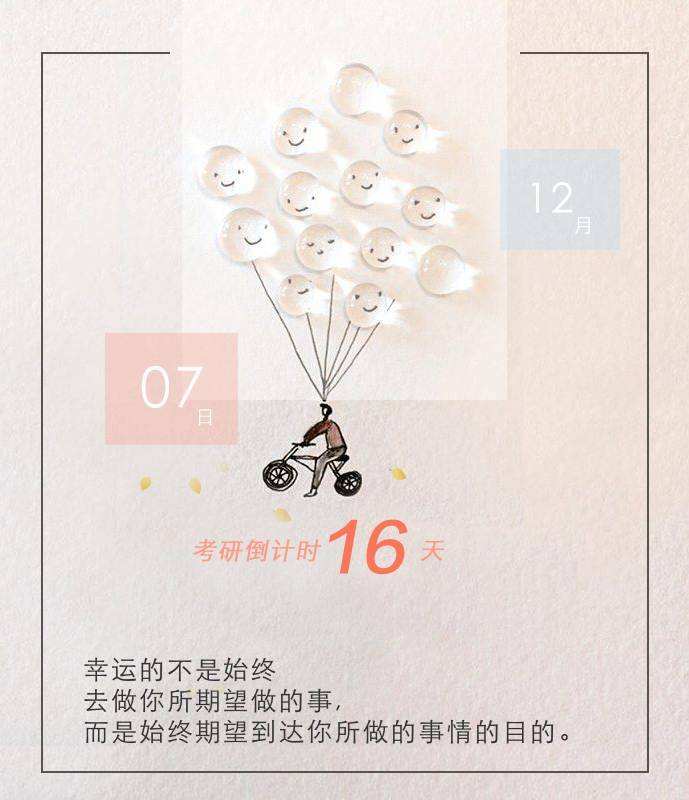 12
月
07
日
考研倒计时16天
幸运的不是始终
去做你所期望做的事,
而是始终期望到达你所做的事情的目的。